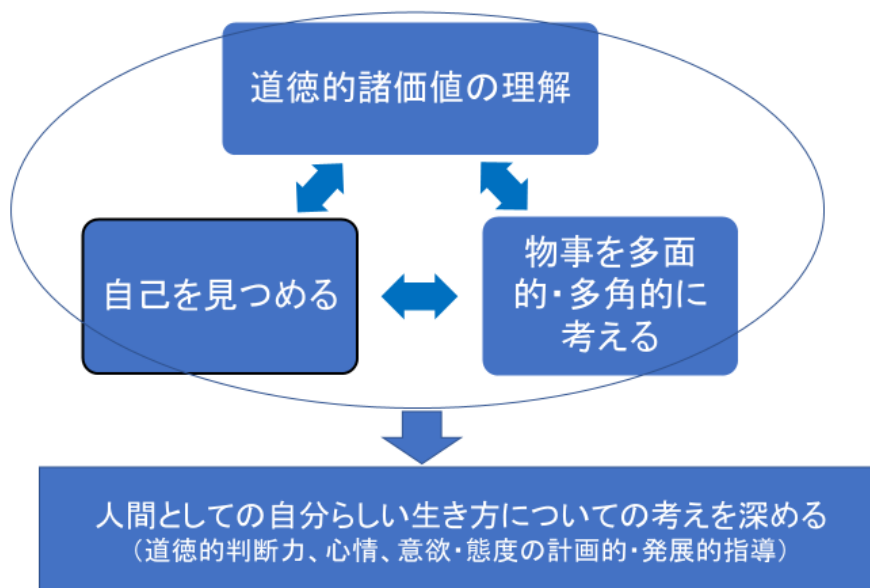 道徳的諸価値の理解
自己を見つめる
物事を多面
的・多角的に
考える
人間としての自分らしい生き方についての考えを深める
（道徳的判断力、心情、意欲・態度の計画的・発展的指導）